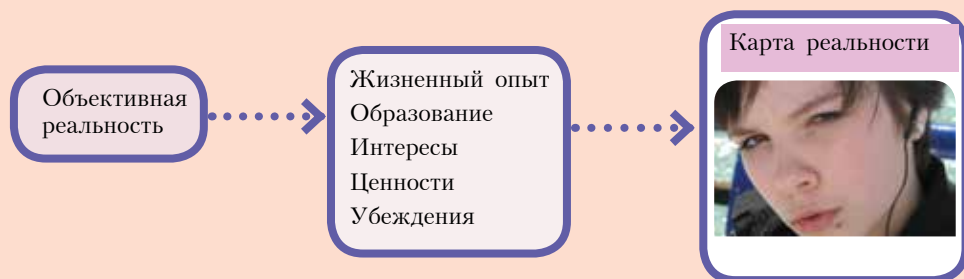 Объективная
реальность
Жизненный опыт
Образование
Интересы
Ценности
Убеждения
Карта реальности